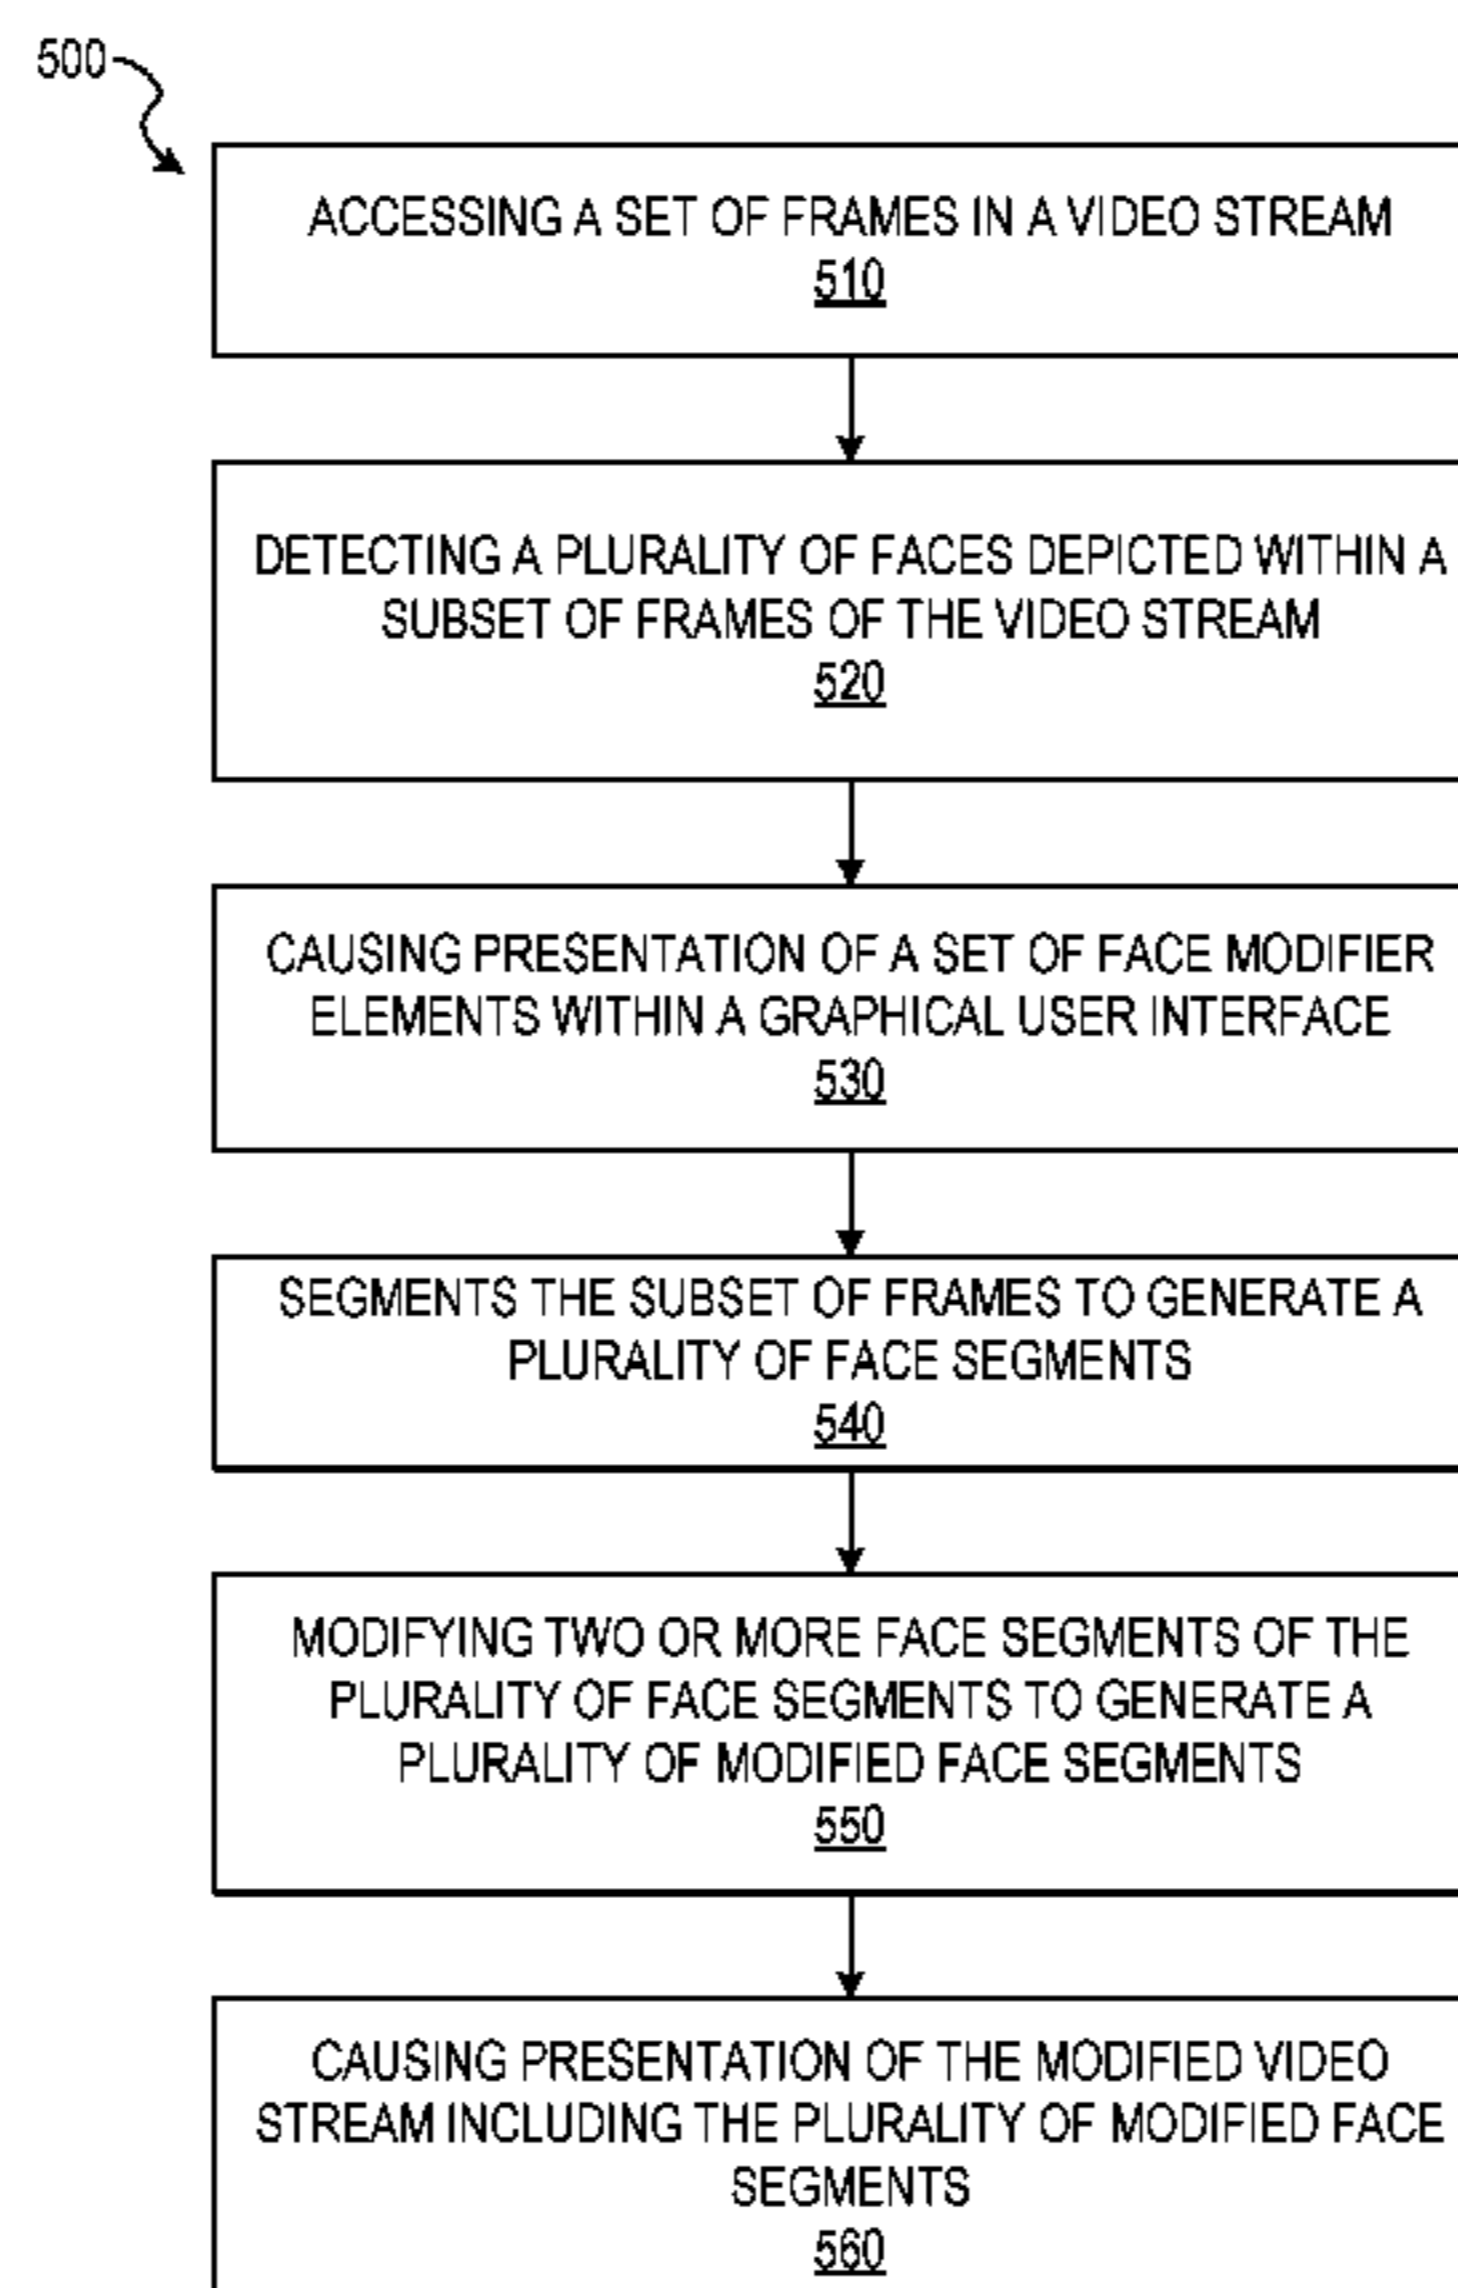 500
ACCESSING A SET OF FRAMES IN A VIDEO STREAM
510
DETECTING A PLURALITY OF FACES DEPICTED WITHIN A
SUBSET OF FRAMES OF THE VIDEO STREAM
520
CAUSING PRESENTATION OF A SET OF FACE MODIFIER
ELEMENTS WITHIN A GRAPHICAL USER INTERFACE
530
SEGMENTS THE SUBSET OF FRAMES TO GENERATE A
PLURALITY OF FACE SEGMENTS
540
MODIFYING TWO OR MORE FACE SEGMENTS OF THE
PLURALITY OF FACE SEGMENTS TO GENERATE A
PLURALITY OF MODIFIED FACE SEGMENTS
550
CAUSING PRESENTATION OF THE MODIFIED VIDEO
STREAM INCLUDING THE PLURALITY OF MODIFIED FACE
SEGMENTS
560